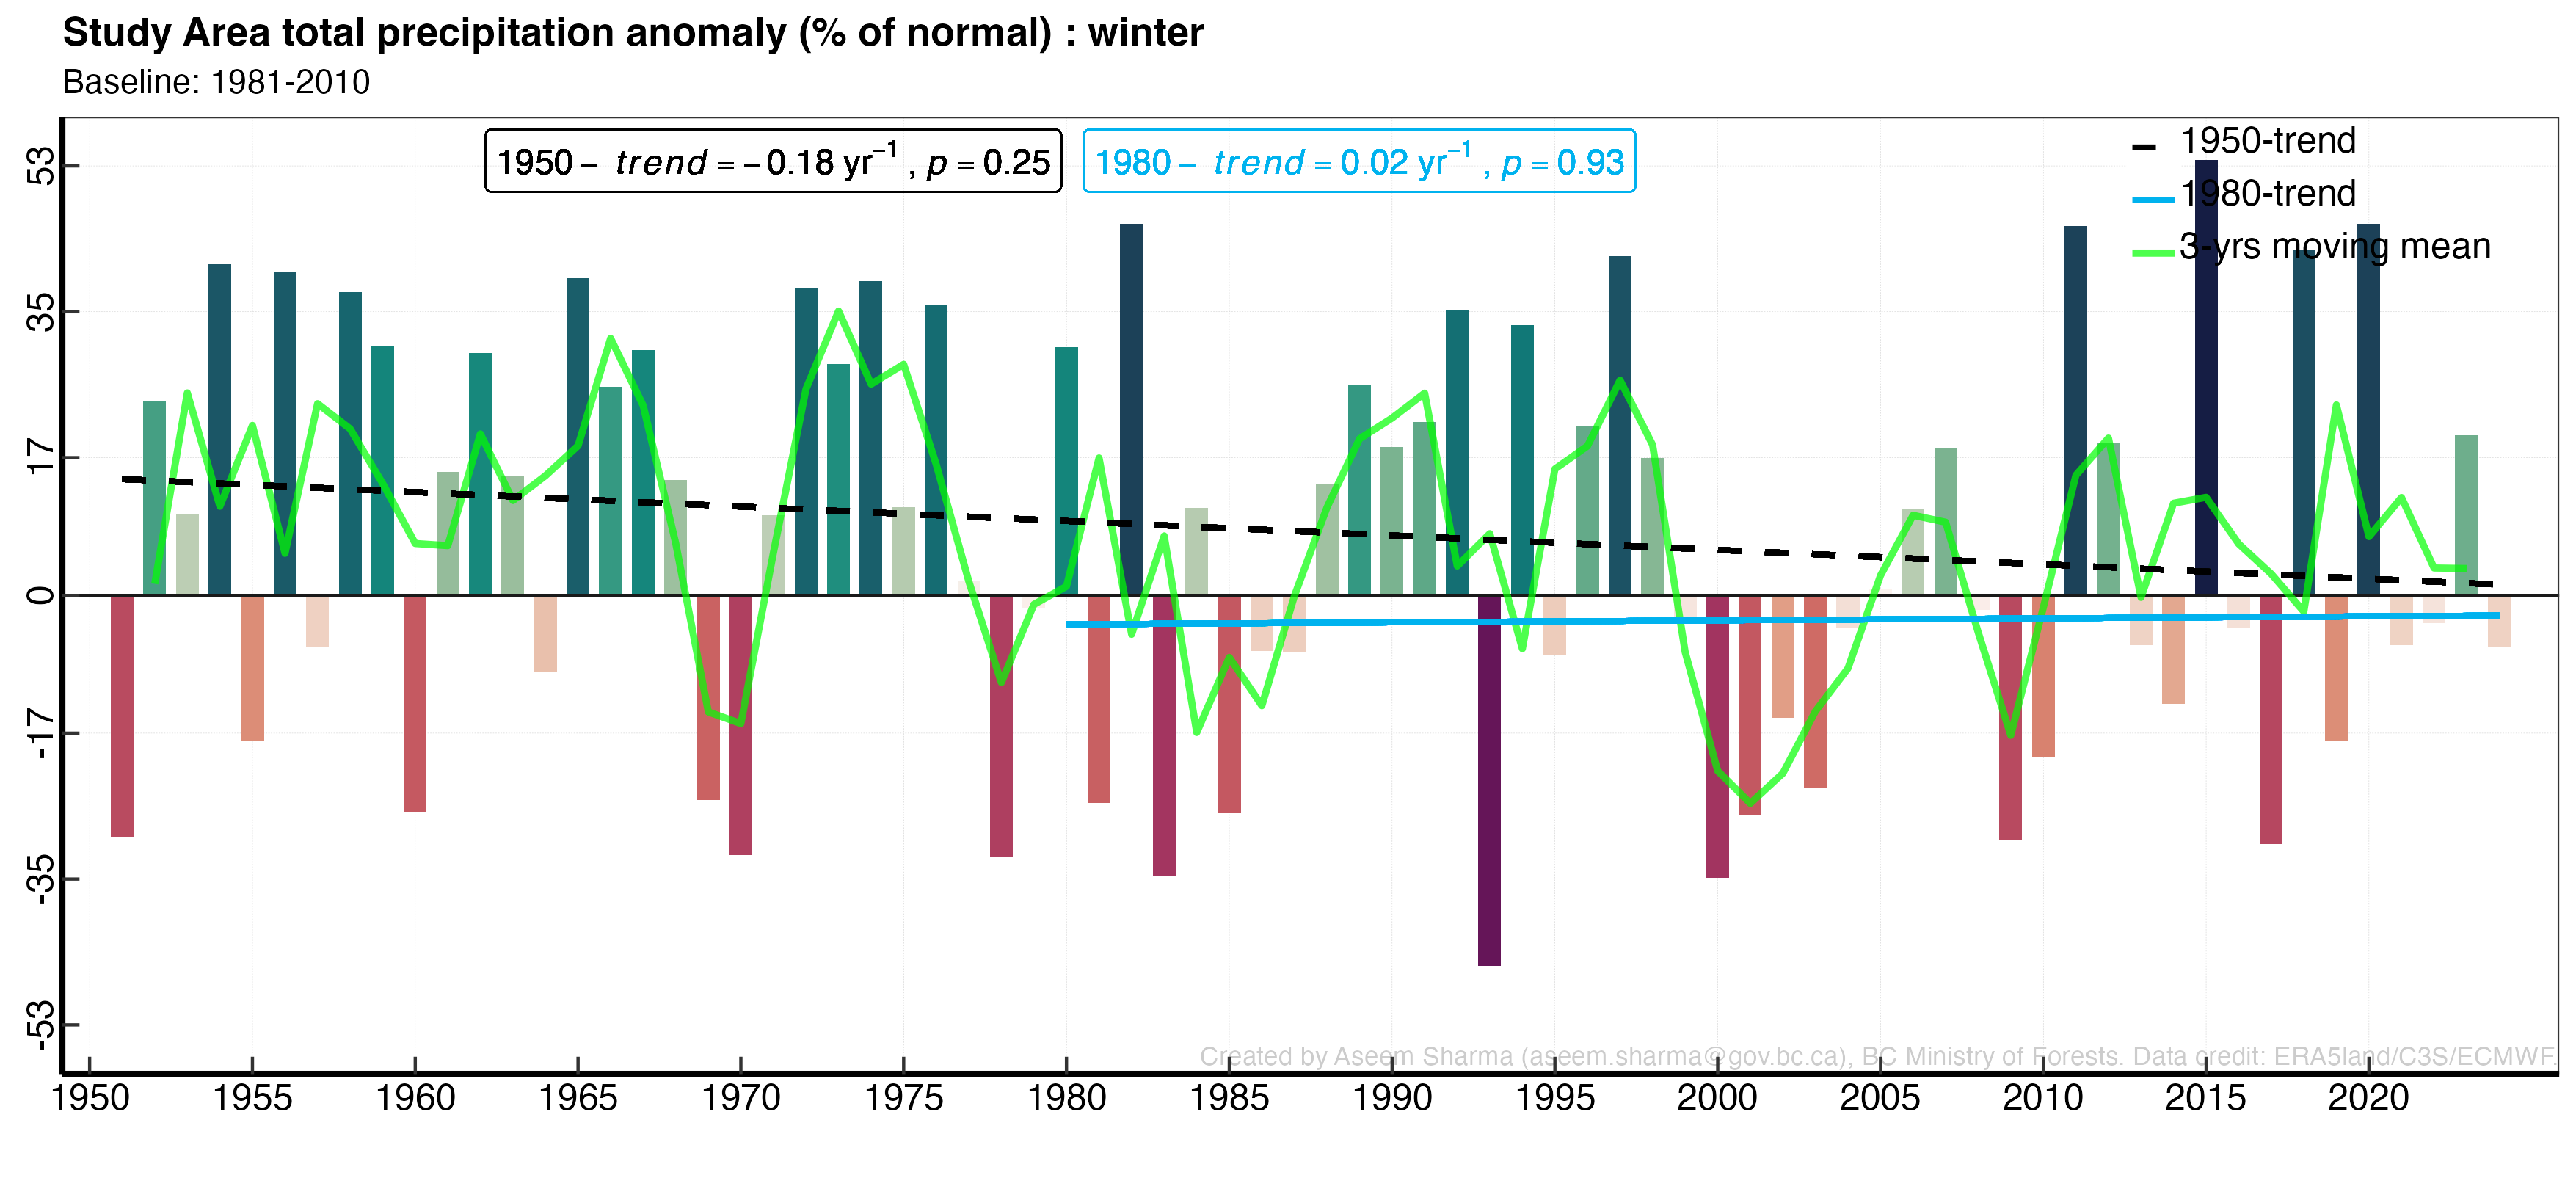 Study Area total precipitation anomaly (% of normal) : winter
Baseline: 1981-2010
1950 − trend = − 0.18 yr⁻¹ , p = 0.25
1980 − trend = 0.02 yr⁻¹ , p = 0.93
1950-trend
1980-trend
3-yrs moving mean
53
35
17
0
-17
-35
-53
Created by Aseem Sharma (aseem.sharma@gov.bc.ca), BC Ministry of Forests. Data credit: ERA5land/C3S/ECMWF.
1950 1955 1960 1965 1970 1975 1980 1985 1990 1995 2000 2005 2010 2015 2020